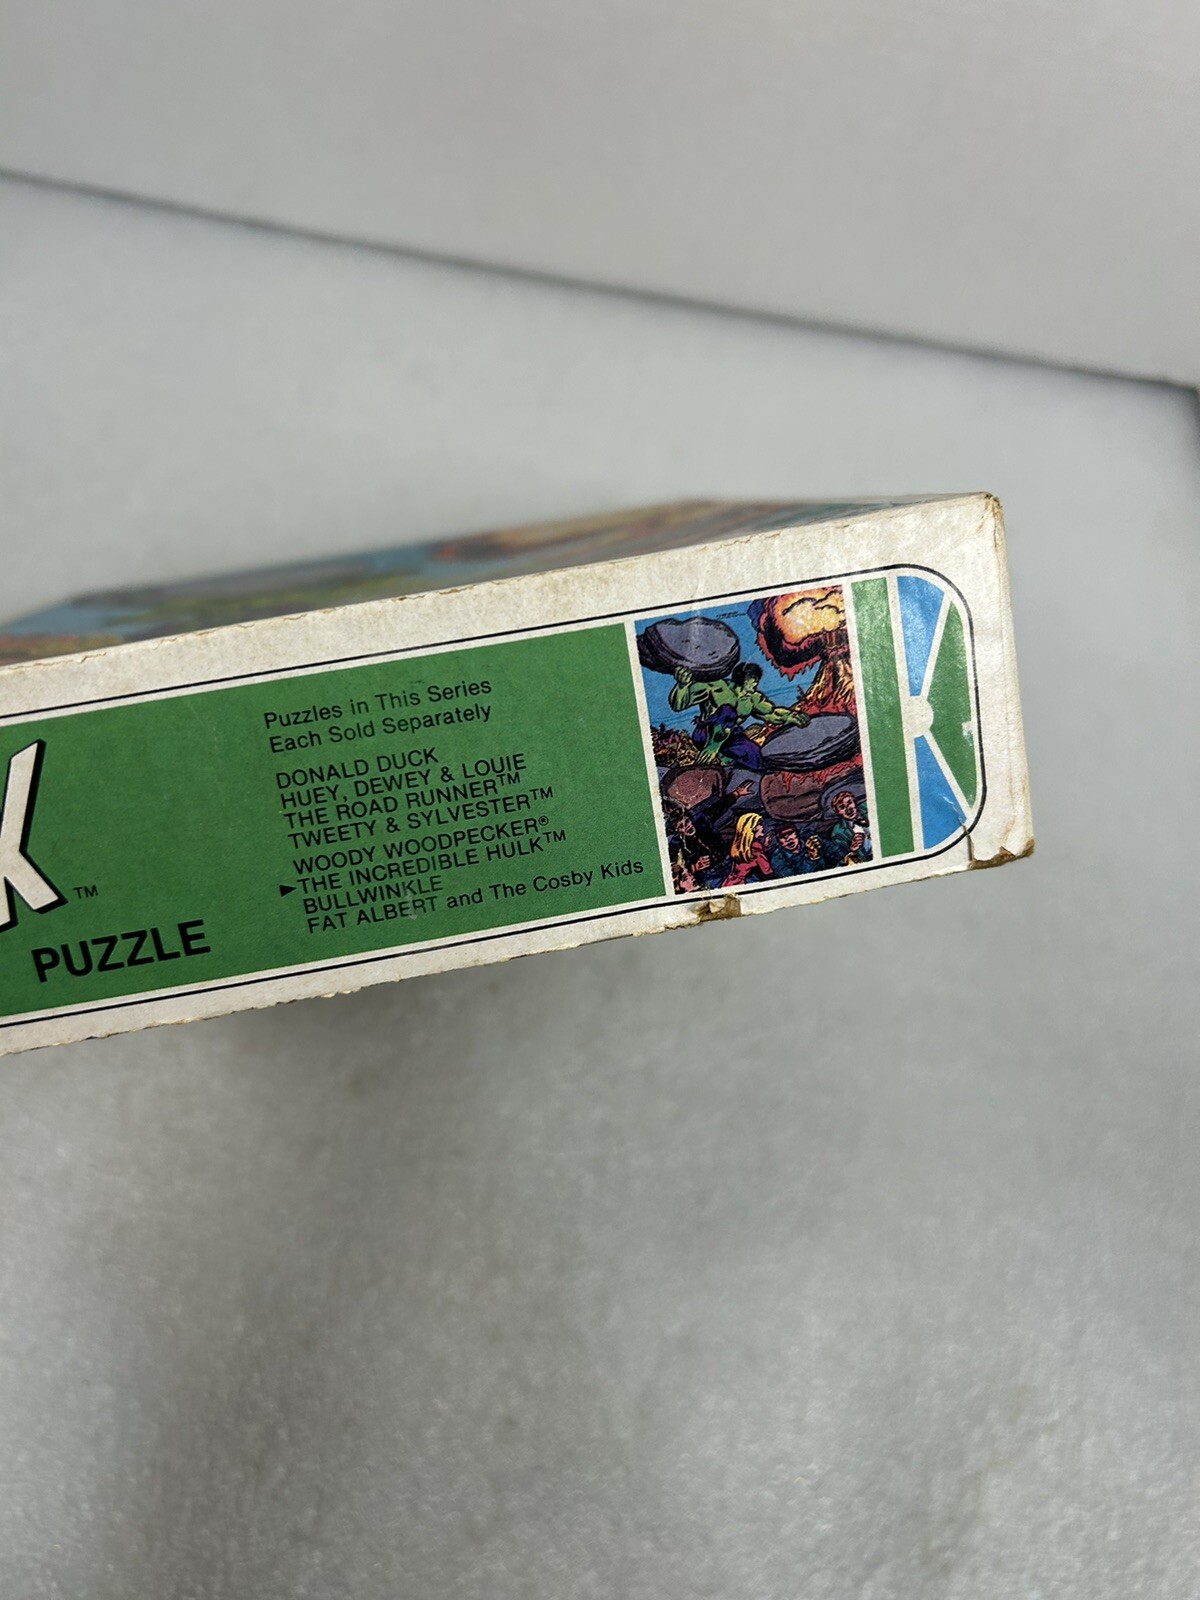 K™
PUZZLE
Puzzles in This Series
Each Sold Separately
DONALD DUCK
HUEY, DEWEY & LOUIE
THE ROAD RUNNER™
TWEETY & SYLVESTER™
WOODY WOODPECKER®
►THE INCREDIBLE HULK™
BULLWINKLE
FAT ALBERT and The Cosby Kids
K